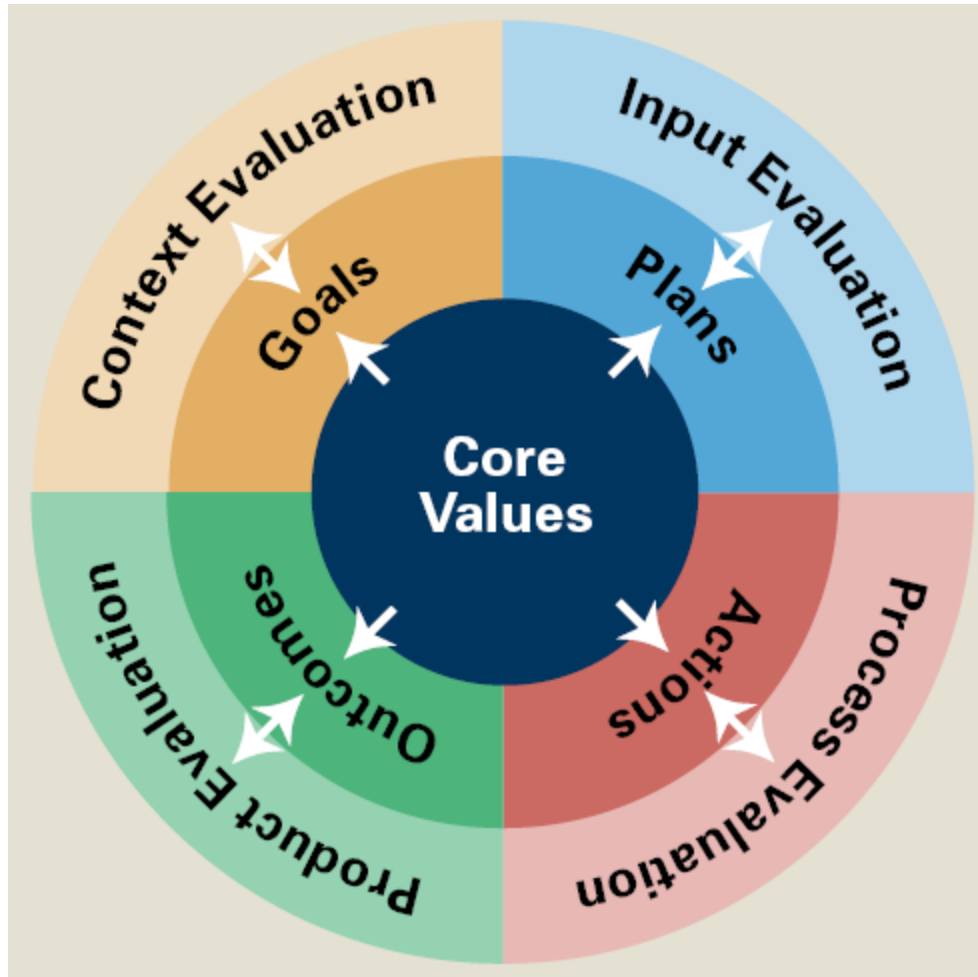 Context Evaluation
Input Evaluation
Goals
Plans
Core
Values
Outcomes
Actions
Product Evaluation
Process Evaluation